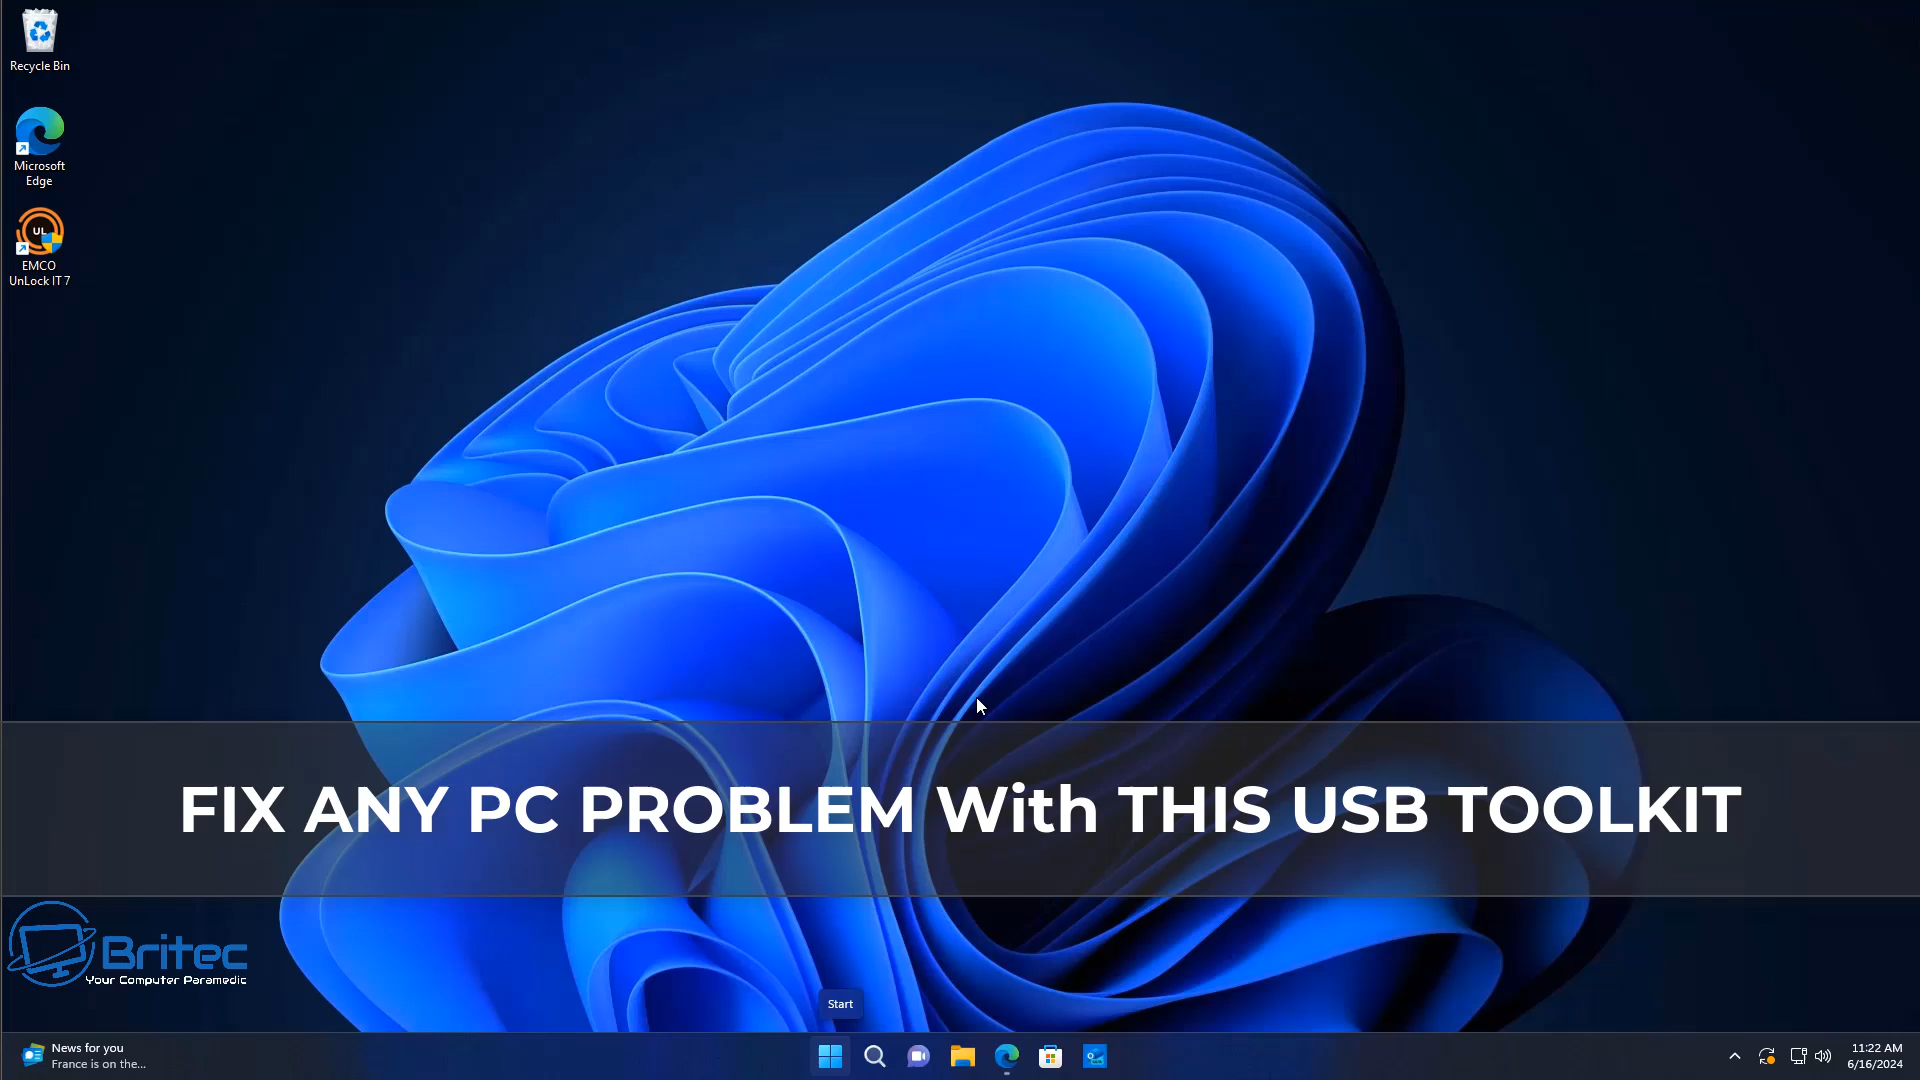 Recycle Bin
Microsoft
Edge
UL
EMCO
UnLock IT 7
FIX ANY PC PROBLEM With THIS USB TOOLKIT
Britec
Your Computer Paramedic
Start
News for you
France is on the...
11:22 AM
6/16/2024